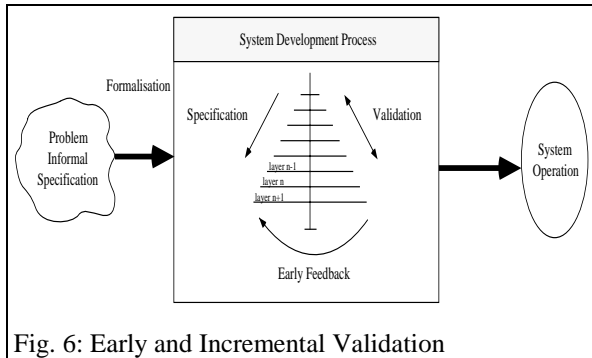 System Development Process
Formalisation
Problem
Informal
Specification
Specification
Validation
layer n-1
layer n
layer n+1
Early Feedback
System
Operation
Fig. 6: Early and Incremental Validation